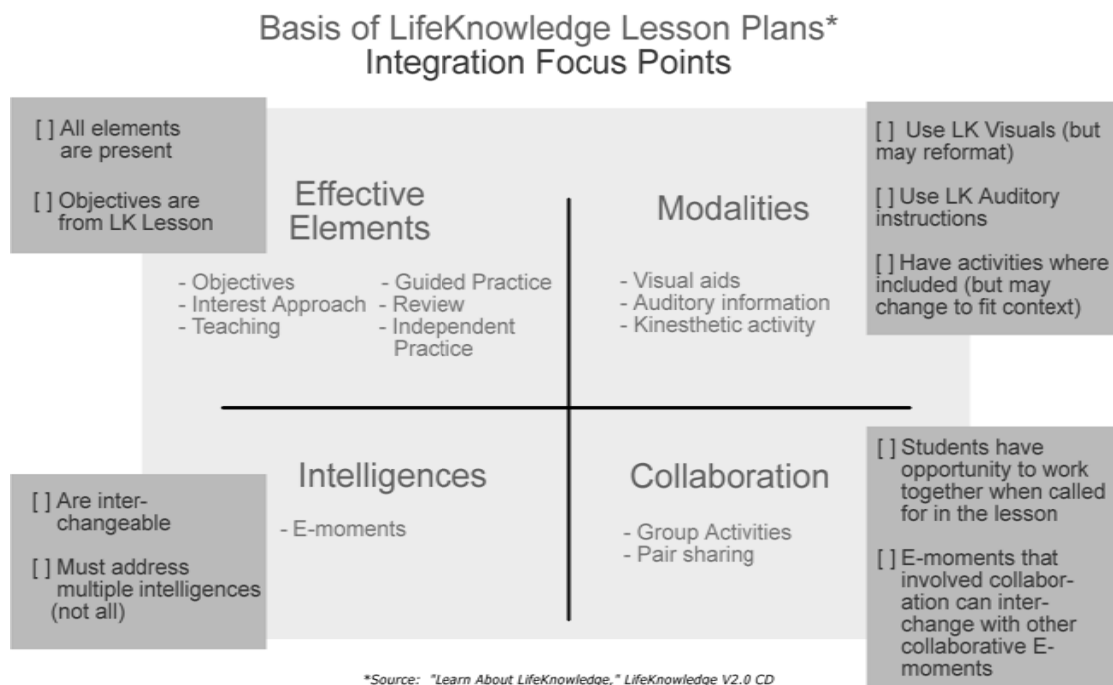 Basis of LifeKnowledge Lesson Plans*
Integration Focus Points
[ ] All elements
are present
[ ] Objectives are
from LK Lesson
Effective
Elements
- Objectives
- Interest Approach
- Teaching
- Guided Practice
- Review
- Independent
Practice
Modalities
- Visual aids
- Auditory information
- Kinesthetic activity
[ ] Use LK Visuals (but
may reformat)
[ ] Use LK Auditory
instructions
[ ] Have activities where
included (but may
change to fit context)
[ ] Are inter-
changeable
[ ] Must address
multiple intelligences
(not all)
Intelligences
- E-moments
Collaboration
- Group Activities
- Pair sharing
[ ] Students have
opportunity to work
together when called
for in the lesson
[ ] E-moments that
involved collabor-
ation can inter-
change with other
collaborative E-
moments
*Source: "Learn About LifeKnowledge," LifeKnowledge V2.0 CD